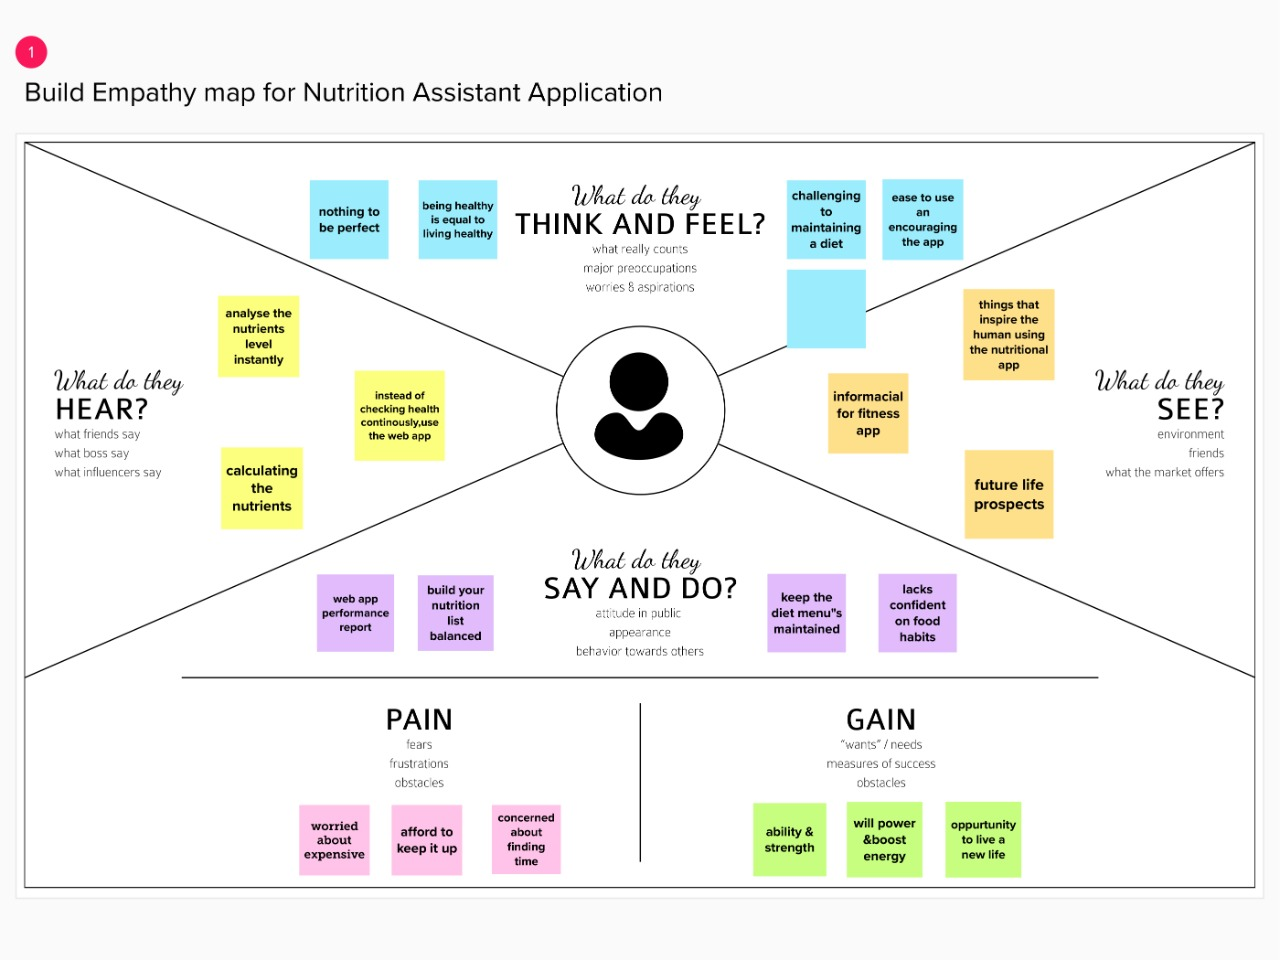 1
Build Empathy map for Nutrition Assistant Application
What do they
THINK AND FEEL?
what really counts
major preoccupations
worries & aspirations
nothing to
be perfect
being healthy
is equal to
living healthy
challenging
to
maintaining
a diet
ease to use
an
encouraging
the app
What do they
HEAR?
what friends say
what boss say
what influencers say
analyse the
nutrients
level
instantly
instead of
checking health
continously,use
the web app
calculating
the
nutrients
What do they
SEE?
environment
friends
what the market offers
things that
inspire the
human using
the nutritional
app
informacial
for fitness
app
future life
prospects
What do they
SAY AND DO?
attitude in public
appearance
behavior towards others
web app
performance
report
build your
nutrition
list
balanced
keep the
diet menu"s
maintained
lacks
confident
on food
habits
PAIN
fears
frustrations
obstacles
worried
about
expensive
afford to
keep it up
concerned
about
finding
time
GAIN
"wants" / needs
measures of success
obstacles
ability &
strength
will power
&boost
energy
oppurtunity
to live a
new life